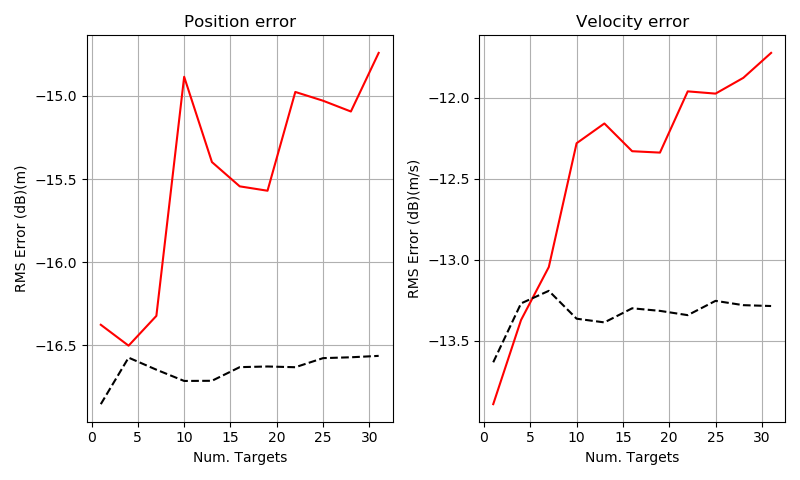 Position error
RMS Error (dB)(m)
−15.0
−15.5
−16.0
−16.5
0 5 10 15 20 25 30
Num. Targets
Velocity error
RMS Error (dB)(m/s)
−12.0
−12.5
−13.0
−13.5
0 5 10 15 20 25 30
Num. Targets